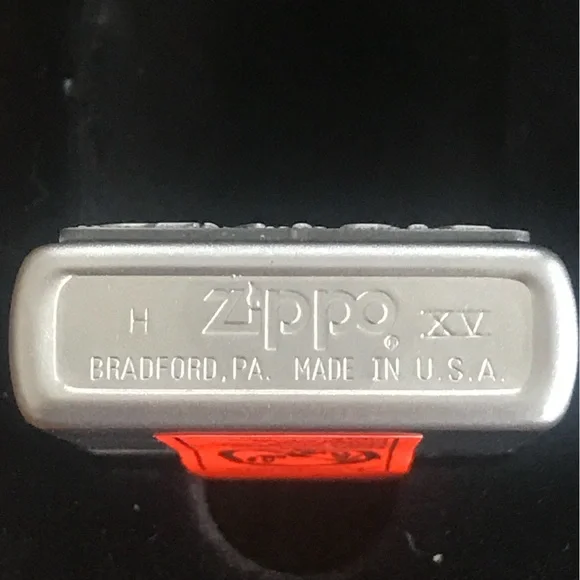 H Zippo ® XV
BRADFORD, PA. MADE IN U.S.A.